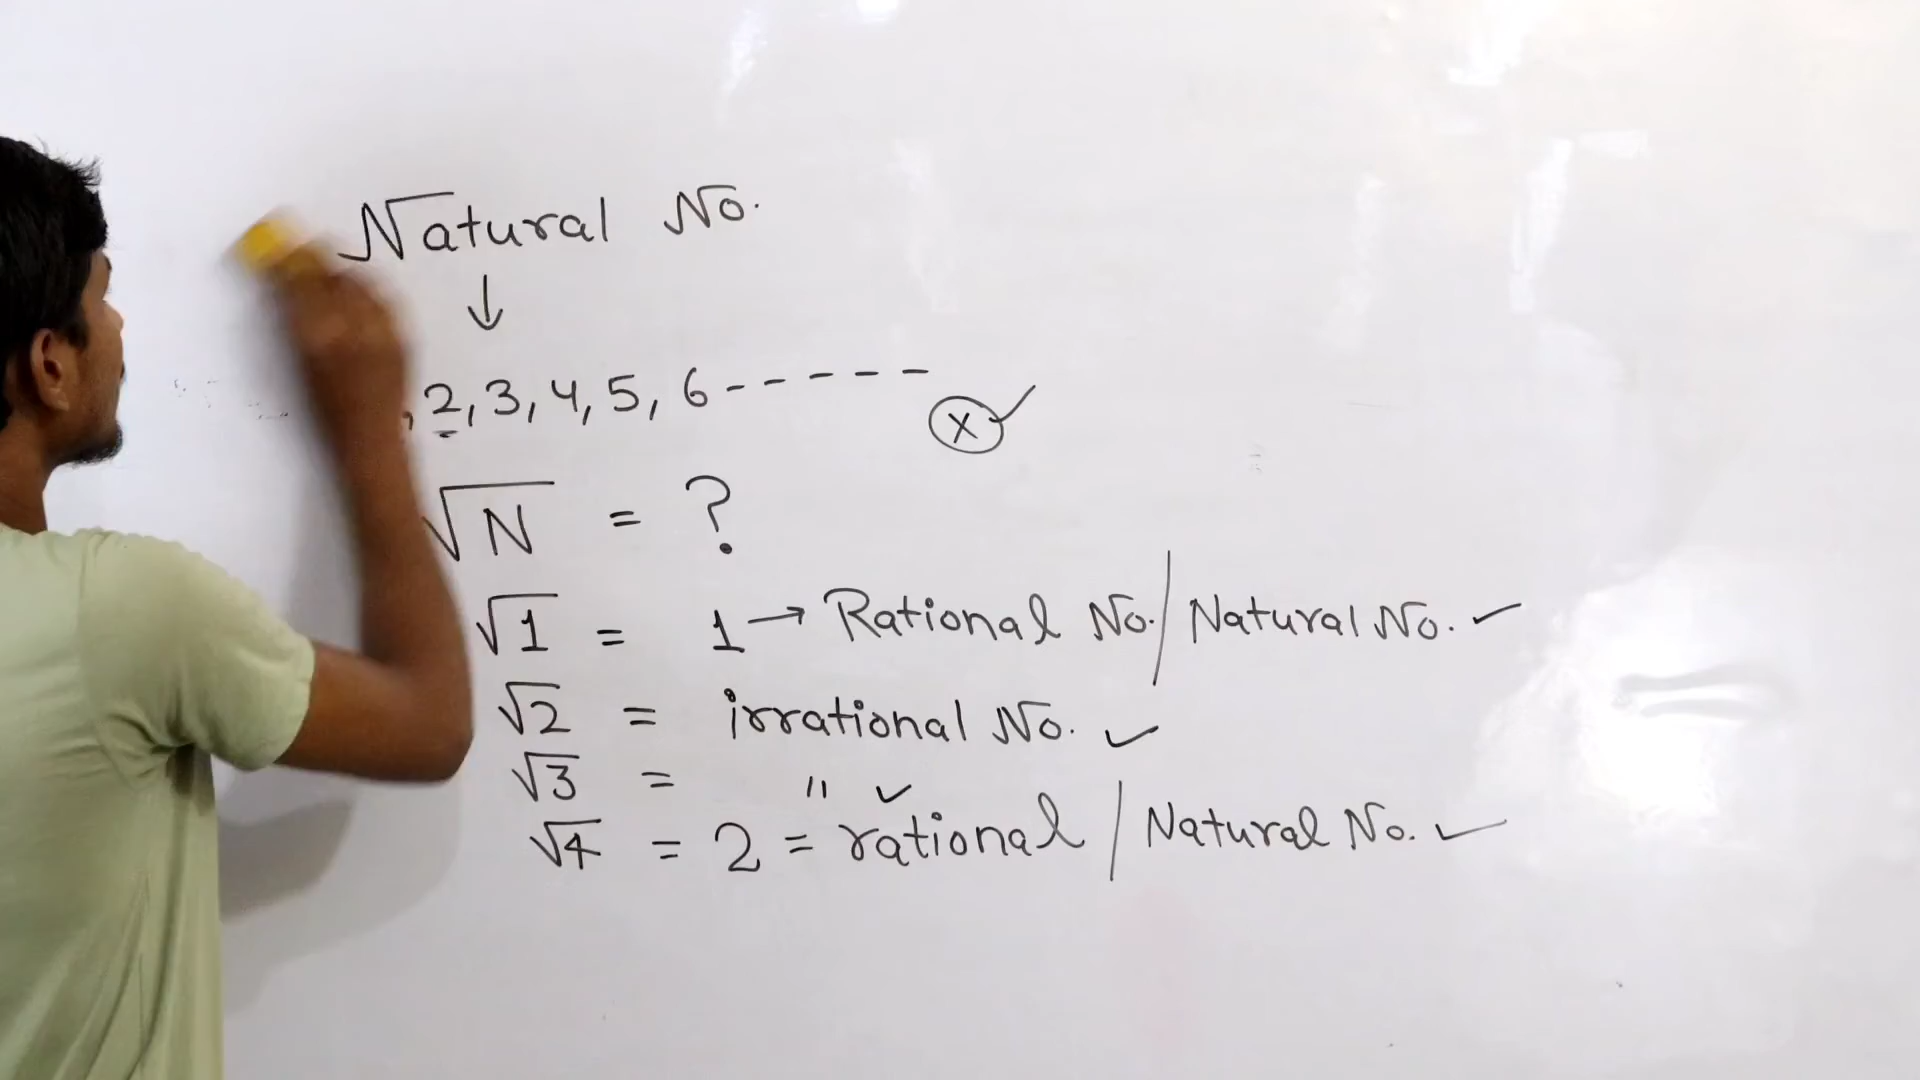 Natural No.
↓
,2,3,4,5,6-----
x ✓
√N = ?
√1 = 1 → Rational No./Natural No. ✓
√2 = irrational No. ✓
√3 = " ✓
√4 = 2 = rational / Natural No. ✓